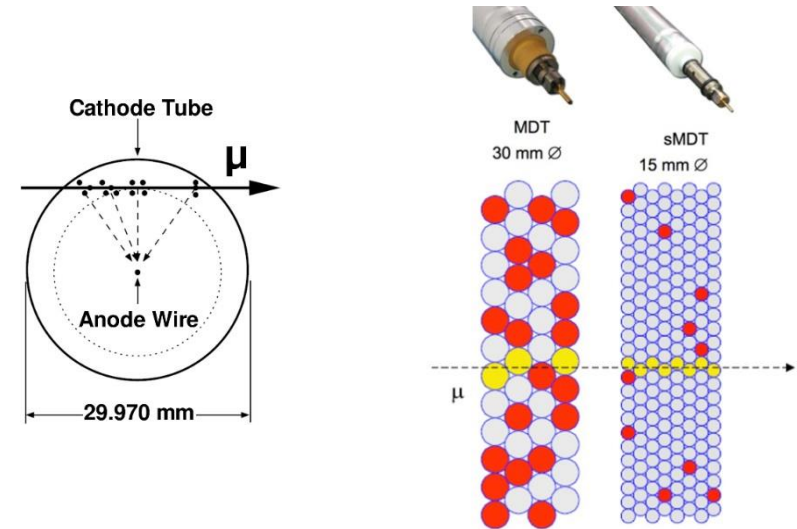 Cathode Tube
μ
Anode Wire
29.970 mm
MDT
30 mm Ø
sMDT
15 mm Ø
μ